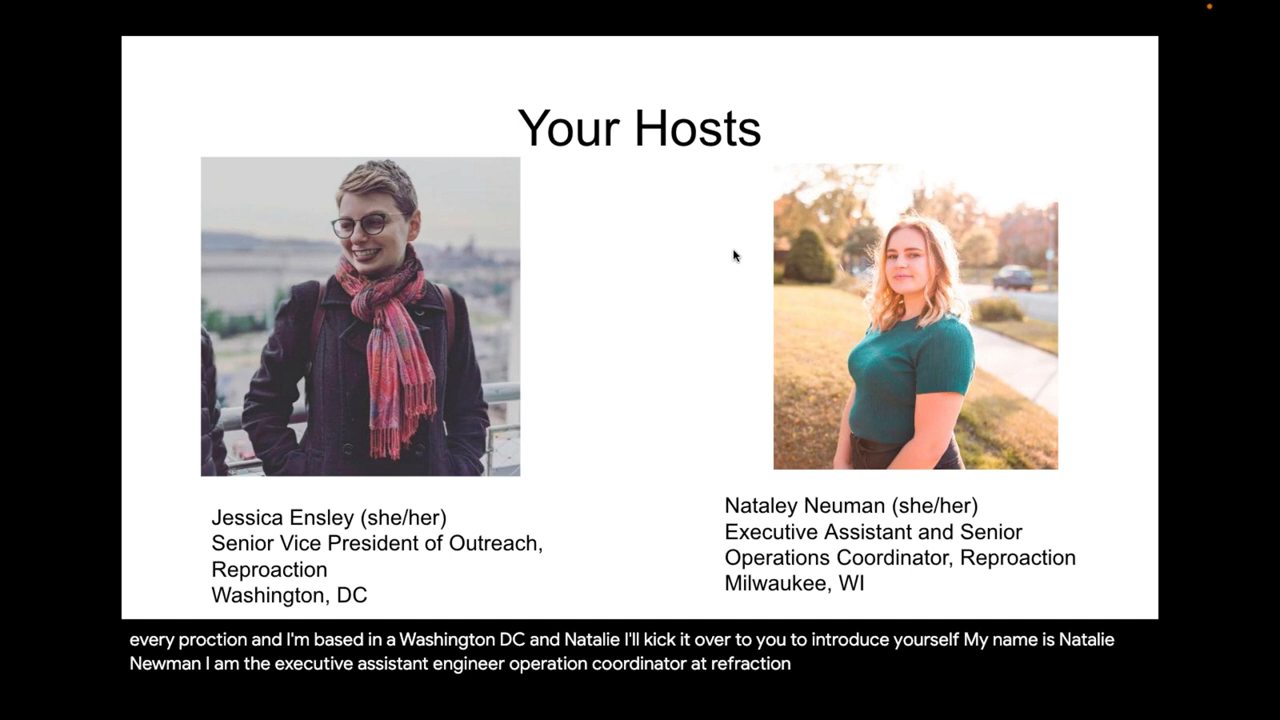 Your Hosts
Jessica Ensley (she/her)
Senior Vice President of Outreach,
Reproaction
Washington, DC
Nataley Neuman (she/her)
Executive Assistant and Senior
Operations Coordinator, Reproaction
Milwaukee, WI
every proction and I'm based in a Washington DC and Natalie I'll kick it over to you to introduce yourself My name is Natalie
Newman I am the executive assistant engineer operation coordinator at refraction